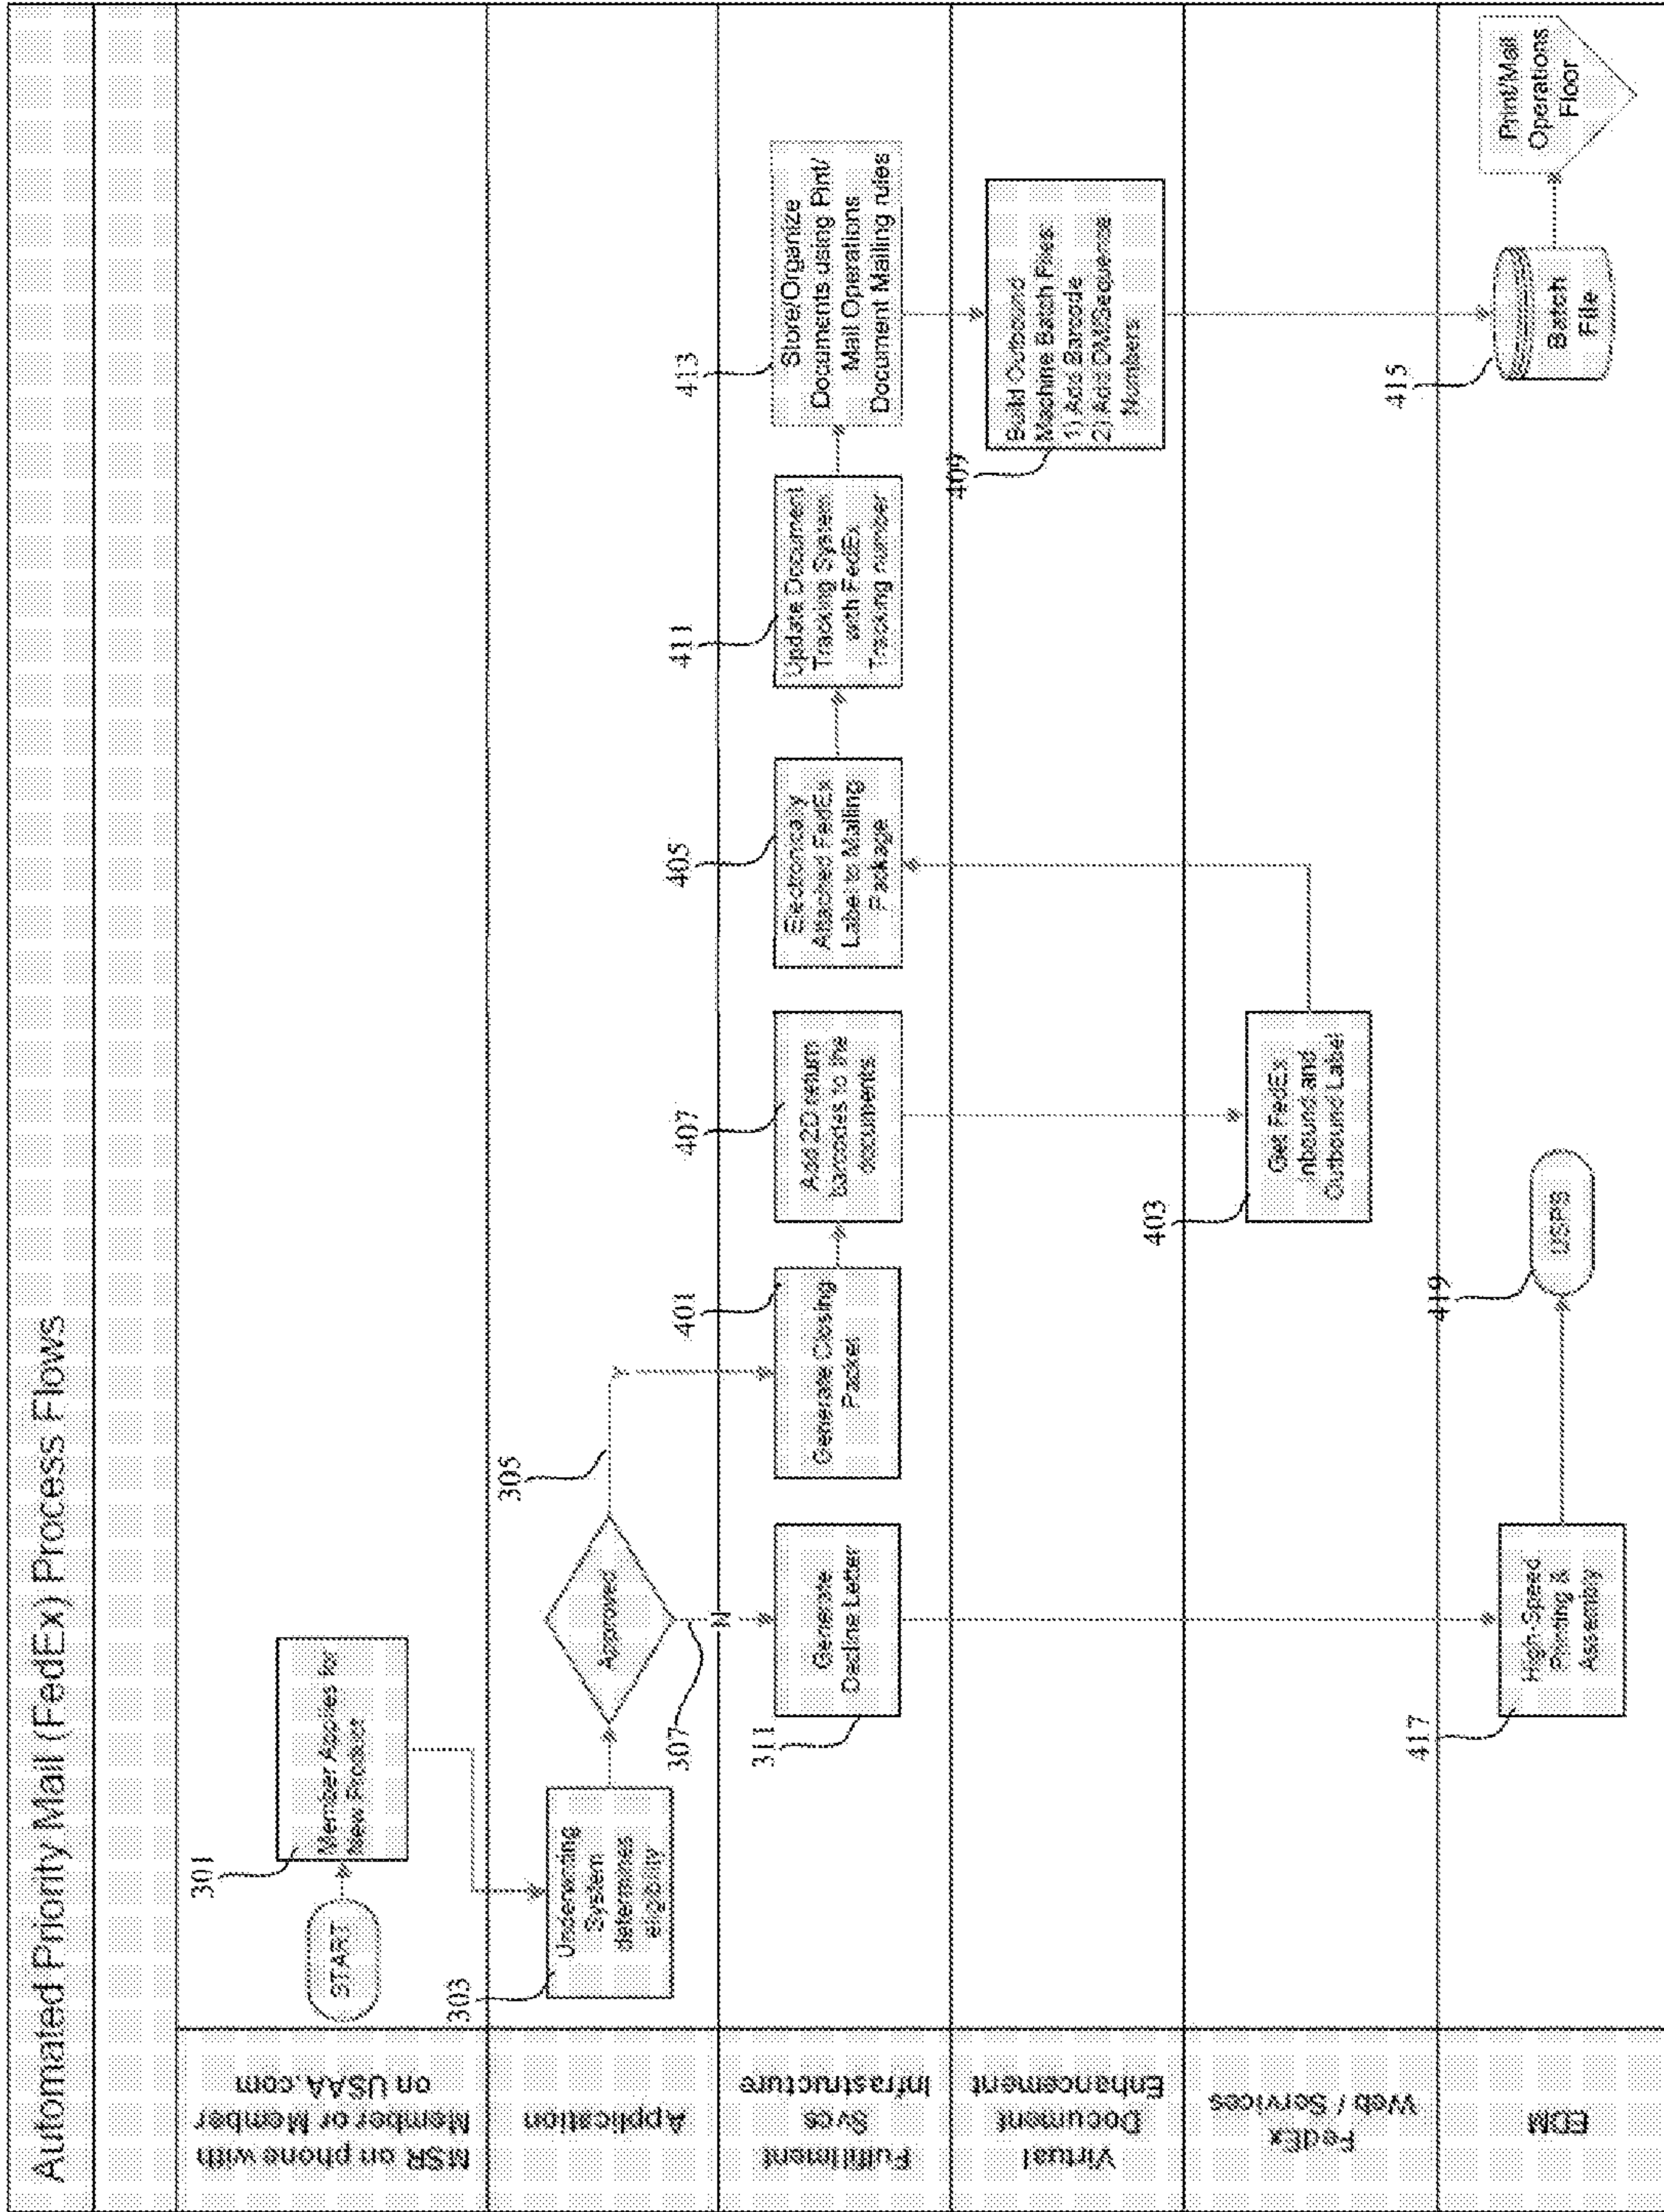 Automated Priority Mail (FedEx) Process Flows
MSR on phone with
Member or Member
on USAA.com
START
301
Member Applies for
New Product
Application
303
Underwriting
System
determines
eligibility
Approved
305
307
N
Fulfillment
Svcs
Infrastructure
311
Generate
Decline Letter
401
Generate Closing
Packet
407
Add 2D return
barcodes to the
documents
405
Electronically
Attached FedEx
Label to Mailing
Package
411
Update Document
Tracking System
with FedEx
Tracking number
413
Store/Organize
Documents using Pint/
Mail Operations
Document Mailing rules
Virtual
Document
Enhancement
409
Build Outbound
Machine Batch Files:
1) Add Barcode
2) Add DM/Sequence
Numbers
FedEx
Web / Services
403
Get FedEx
Inbound and
Outbound Label
EDM
417
High-Speed
Printing &
Assembly
419
USPS
415
Batch
File
Print/Mail
Operations
Floor